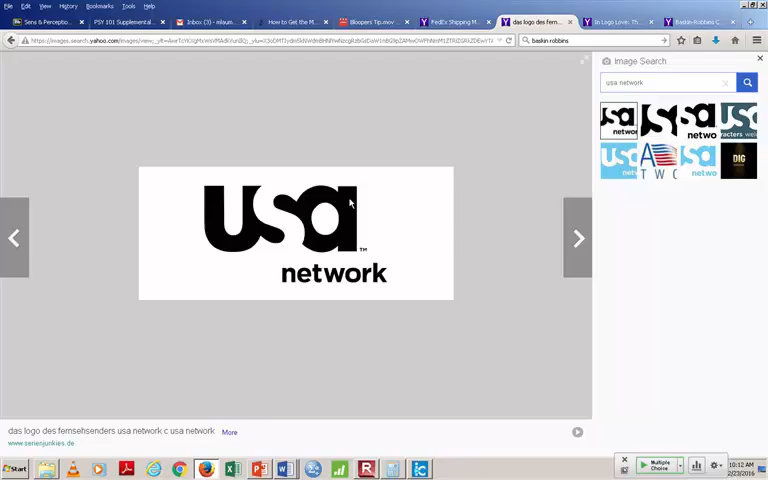 File Edit View History Bookmarks Tools Help
Sens & Perceptio...
PSY 101 Supplemental...
Inbox (3) - mlaum...
How to Get the M...
Bloopers Tip.mov
FedEx Shipping M...
das logo des fern...
In Logo Love: Th...
Baskin-Robbins C...
baskin robbins
Image Search
usa network
usa
TM
network
das logo des fernsehsenders usa network c usa network More
www.serienjunkies.de
Start
Multiple
Choice
10:12 AM
2/23/2016